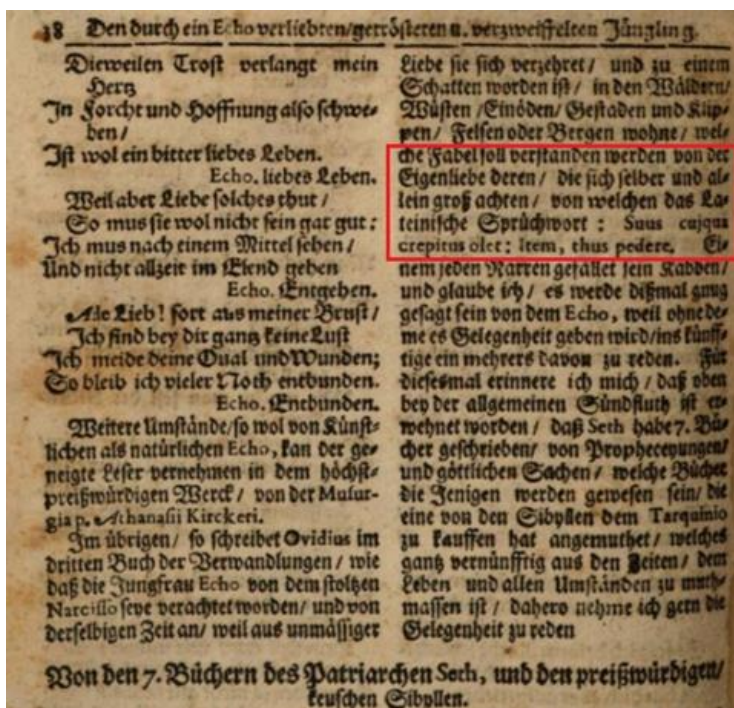 38 Den durch ein Echo verliebten/getrösteten u. verzweiffelten Jüngling.
Dieweilen Trost verlangt mein
Hertz
In Forcht und Hoffnung also schwe-
ben/
Ist wol ein bitter liebes Leben.
Echo. liebes Leben.
Weil aber Liebe solches thut/
So mus sie wol nicht sein gar gut:
Ich mus nach einem Mittel sehen/
Und nicht allzeit im Elend gehen
Echo. Entgehen.
Ade Lieb! fort aus meiner Brust/
Ich find bey dir gantz keine Lust
Ich meide deine Qual und Wunden;
So bleib ich vieler Noth entbunden.
Echo. Entbunden.
Weitere Umstände/so wol von Künst-
lichen als natürlichen Echo, kan der ge-
neigte Leser vernehmen in dem höchst-
preißwürdigen Werck/ von der Musur-
gia p. Athanasii Kirckeri.
Im übrigen/ so schreibet Ovidius im
dritten Buch der Verwandlungen/ wie
daß die Jungfrau Echo von dem stoltzen
Narcisso seye verachtet worden/ und von
derselbigen Zeit an/ weil aus unmässiger
Liebe sie sich verzehret/ und zu einem
Schatten worden ist/ in den Wäldern/
Wüsten/Einöden/Gestaden und Klip-
pen/ Felsen oder Bergen wohne/ wel-
che Fabel soll verstanden werden von der
Eigenliebe deren/ die sich selber und al-
lein groß achten/ von welchen das La-
teinische Sprüchwort: Suus cujque
crepitus olet: Item, thus pedere. Ei-
nem jeden Narren gefället sein Kabben/
und glaube ich/ es werde dißmal gnug
gesagt sein von dem Echo, weil ohne de-
me es Gelegenheit geben wird/ins künff-
tige ein mehrers davon zu reden. Für
diesesmal erinnere ich mich/ daß oben
bey der allgemeinen Sündfluth ist er-
wehnet worden/ daß Seth habe 7. Bü-
cher geschrieben/ von Propheceyungen/
und göttlichen Sachen/ welche Bücher
die Jenigen werden gewesen sein/ die
eine von den Sibyllen dem Tarquinio
zu kauffen hat angemuthet/ welches
gantz vernünfftig aus den Zeiten/ dem
Leben und allen Umständen zu muth-
massen ist/ dahero nehme ich gern die
Gelegenheit zu reden
Von den 7. Büchern des Patriarchen Seth, und den preißwürdigen/
keuschen Sibyllen.